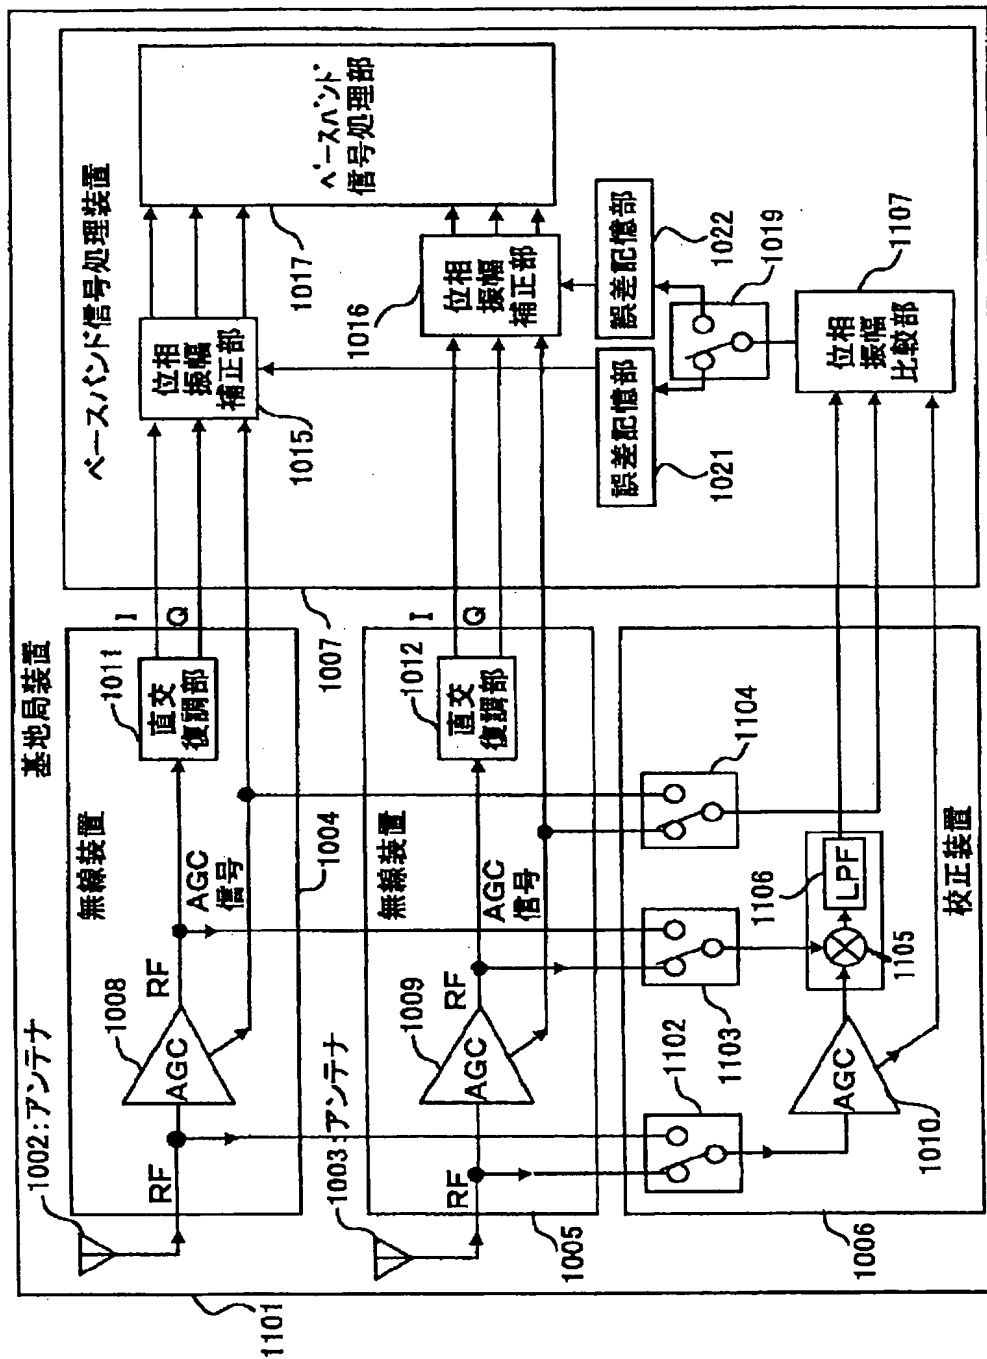 基地局装置
1101
1002:アンテナ
無線装置
RF
1008
AGC
RF
AGC
信号
1004
1011
直交
復調部
I
Q
1003:アンテナ
無線装置
RF
1009
AGC
RF
AGC
信号
1005
1012
直交
復調部
I
Q
1007
ベースバンド信号処理装置
1015
位相
振幅
補正部
1016
位相
振幅
補正部
1017
ベースバンド
信号処理部
1021
誤差記憶部
誤差記憶部
1022
1019
位相
振幅
比較部
1107
1006
1102
1103
1104
AGC
1010
1105
1106
LPF
校正装置